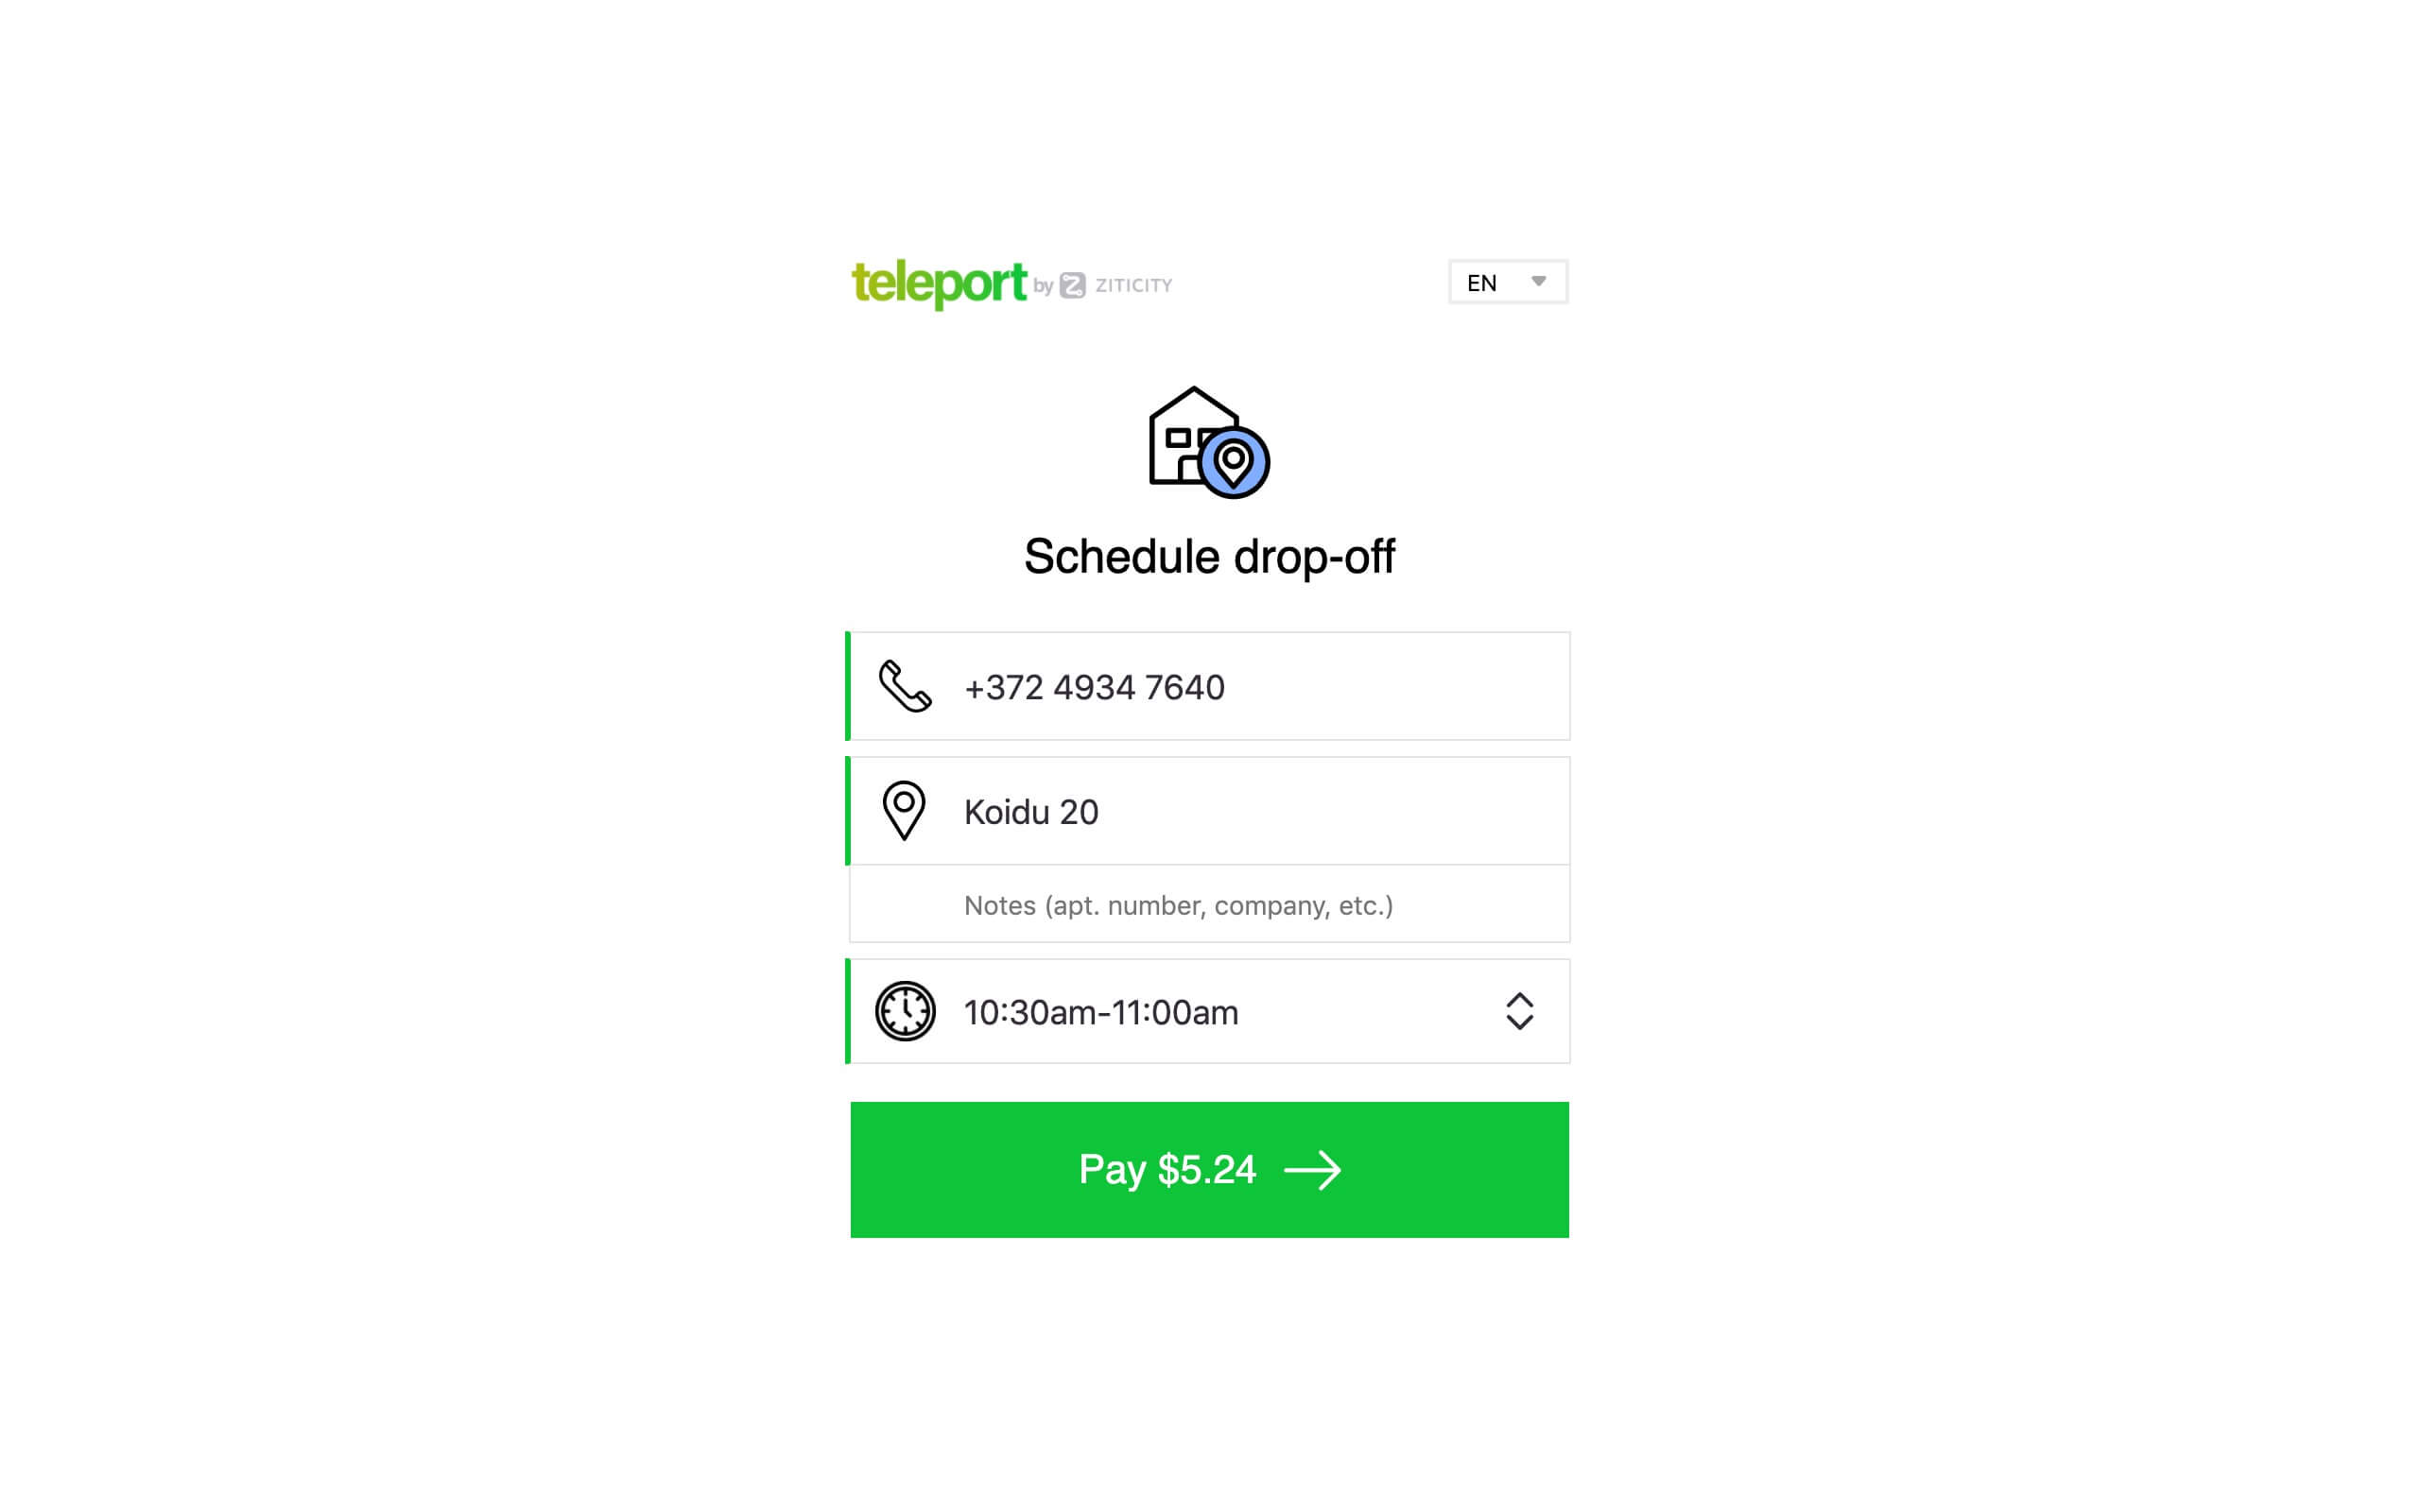 teleport by Z ZITICITY
EN
Schedule drop-off
+372 4934 7640
Koidu 20
Notes (apt. number, company, etc.)
10:30am-11:00am
Pay $5.24